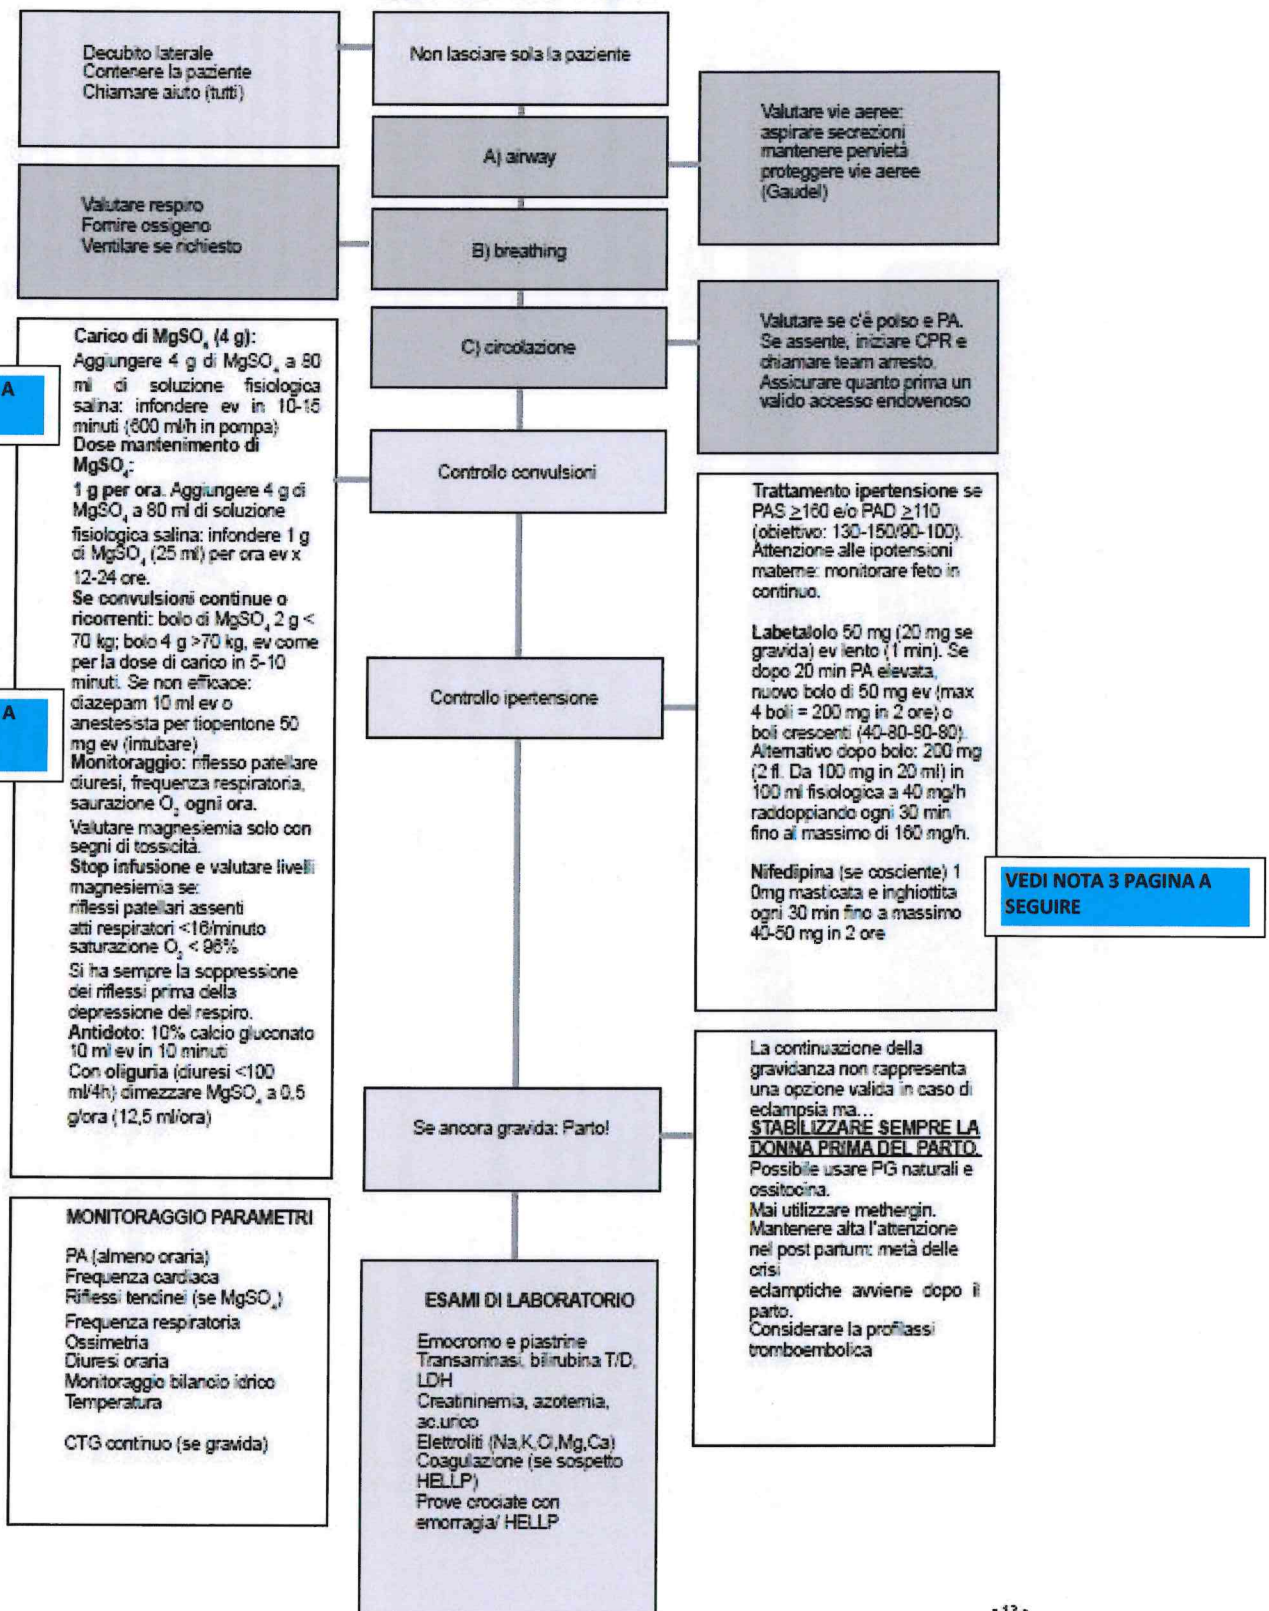 Decubito laterale
Contenere la paziente
Chiamare aiuto (tutti)
Non lasciare sola la paziente
A) airway
Valutare vie aeree:
aspirare secrezioni
mantenere pervietà
proteggere vie aeree
(Gaudel)
Valutare respiro
Fornire ossigeno
Ventilare se richiesto
B) breathing
C) circolazione
Valutare se c'è polso e PA.
Se assente, iniziare CPR e
chiamare team arresto.
Assicurare quanto prima un
valido accesso endovenoso
A
Carico di MgSO₄ (4 g):
Aggiungere 4 g di MgSO₄ a 80
ml di soluzione fisiologica
salina: infondere ev in 10-15
minuti (600 ml/h in pompa)
Dose mantenimento di
MgSO₄:
1 g per ora. Aggiungere 4 g di
MgSO₄ a 80 ml di soluzione
fisiologica salina: infondere 1 g
di MgSO₄ (25 ml) per ora ev x
12-24 ore.
Se convulsioni continue o
ricorrenti: bolo di MgSO₄ 2 g <
70 kg; bolo 4 g >70 kg, ev come
per la dose di carico in 5-10
minuti. Se non efficace:
diazepam 10 ml ev o
anestesista per tiopentone 50
mg ev (intubare)
Monitoraggio: riflesso patellare
diuresi, frequenza respiratoria,
saurazione O₂ ogni ora.
Valutare magnesiemia solo con
segni di tossicità.
Stop infusione e valutare livelli
magnesiemia se:
riflessi patellari assenti
atti respiratori <16/minuto
saturazione O₂ < 96%
Si ha sempre la soppressione
dei riflessi prima della
depressione del respiro.
Antidoto: 10% calcio gluconato
10 ml ev in 10 minuti
Con oliguria (diuresi <100
ml/4h) dimezzare MgSO₄ a 0,5
g/ora (12,5 ml/ora)
A
Controllo convulsioni
Controllo ipertensione
Trattamento ipertensione se
PAS ≥160 e/o PAD ≥110
(obiettivo: 130-150/90-100).
Attenzione alle ipotensioni
materne: monitorare feto in
continuo.
Labetalolo 50 mg (20 mg se
gravida) ev lento (1 min). Se
dopo 20 min PA elevata,
nuovo bolo di 50 mg ev (max
4 boli = 200 mg in 2 ore) o
boli crescenti (40-80-80-80).
Alternativo dopo bolo: 200 mg
(2 fl. Da 100 mg in 20 ml) in
100 ml fisiologica a 40 mg/h
raddoppiando ogni 30 min
fino al massimo di 160 mg/h.
Nifedipina (se cosciente) 1
0mg masticata e inghiottita
ogni 30 min fino a massimo
40-50 mg in 2 ore
VEDI NOTA 3 PAGINA A
SEGUIRE
Se ancora gravida: Parto!
La continuazione della
gravidanza non rappresenta
una opzione valida in caso di
eclampsia ma...
STABILIZZARE SEMPRE LA
DONNA PRIMA DEL PARTO.
Possibile usare PG naturali e
ossitocina.
Mai utilizzare methergin.
Mantenere alta l'attenzione
nel post partum: metà delle
crisi
eclamptiche avviene dopo il
parto.
Considerare la profilassi
tromboembolica
MONITORAGGIO PARAMETRI
PA (almeno oraria)
Frequenza cardiaca
Riflessi tendinei (se MgSO₄)
Frequenza respiratoria
Ossimetria
Diuresi oraria
Monitoraggio bilancio idrico
Temperatura
CTG continuo (se gravida)
ESAMI DI LABORATORIO
Emocromo e piastrine
Transaminasi, bilirubina T/D,
LDH
Creatininemia, azotemia,
ac.urico
Elettroliti (Na,K,Cl,Mg,Ca)
Coagulazione (se sospetto
HELLP)
Prove crociate con
emorragia/ HELLP